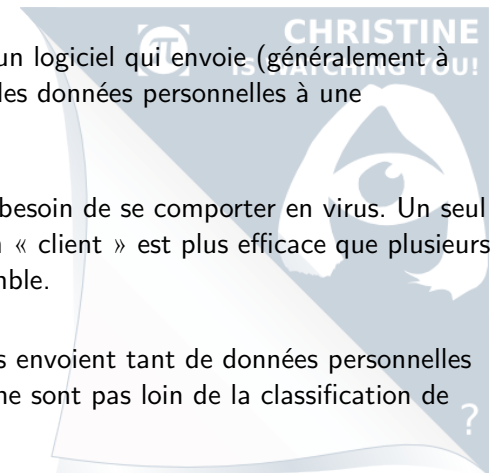 CHRISTINE
IS WATCHING YOU!
un logiciel qui envoie (généralement à
des données personnelles à une
besoin de se comporter en virus. Un seul
« client » est plus efficace que plusieurs
s envoient tant de données personnelles
ne sont pas loin de la classification de
?